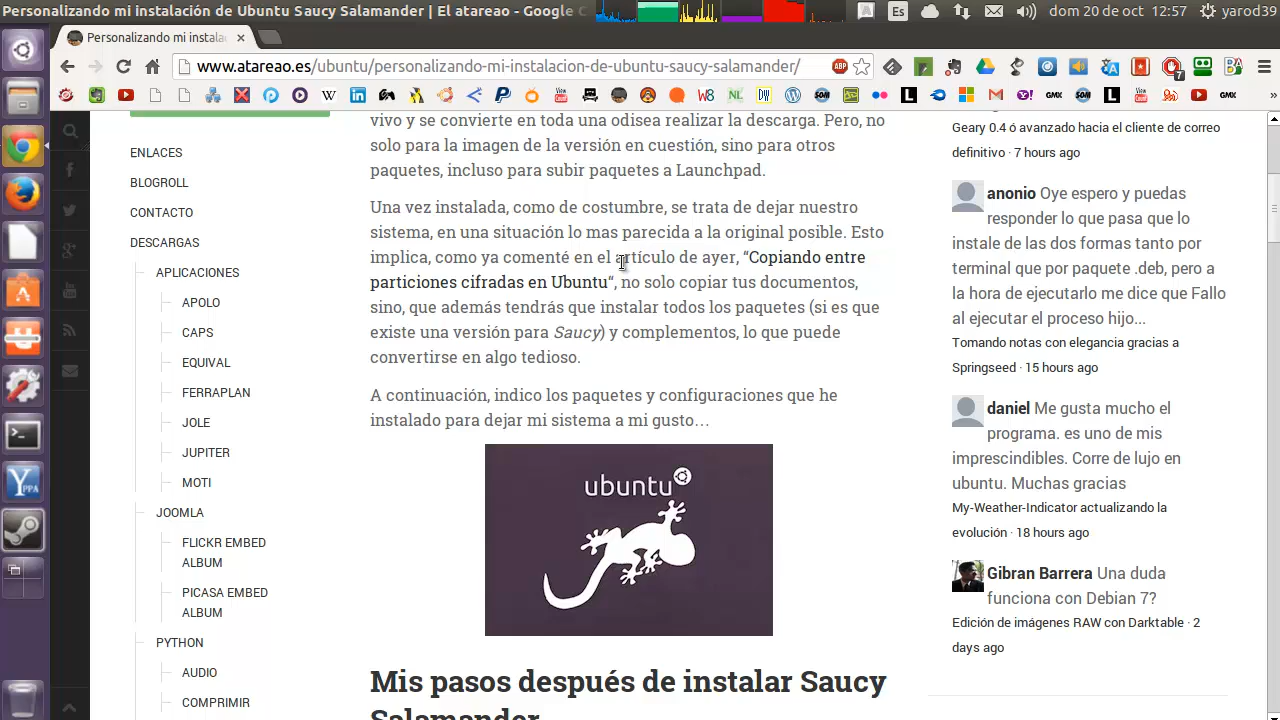 Personalizando mi instalación de Ubuntu Saucy Salamander | El atareao - Google C
Es
dom 20 de oct
12:57
yarod39
Personalizando mi instala
www.atareao.es/ubuntu/personalizando-mi-instalacion-de-ubuntu-saucy-salamander/
vivo y se convierte en toda una odisea realizar la descarga. Pero, no
solo para la imagen de la versión en cuestión, sino para otros
paquetes, incluso para subir paquetes a Launchpad.
Una vez instalada, como de costumbre, se trata de dejar nuestro
sistema, en una situación lo mas parecida a la original posible. Esto
implica, como ya comenté en el artículo de ayer, “Copiando entre
particiones cifradas en Ubuntu“, no solo copiar tus documentos,
sino, que además tendrás que instalar todos los paquetes (si es que
existe una versión para Saucy) y complementos, lo que puede
convertirse en algo tedioso.
A continuación, indico los paquetes y configuraciones que he
instalado para dejar mi sistema a mi gusto…
ubuntu
Mis pasos después de instalar Saucy
Salamander
ENLACES
BLOGROLL
CONTACTO
DESCARGAS
APLICACIONES
APOLO
CAPS
EQUIVAL
FERRAPLAN
JOLE
JUPITER
MOTI
JOOMLA
FLICKR EMBED
ALBUM
PICASA EMBED
ALBUM
PYTHON
AUDIO
COMPRIMIR
Geary 0.4 ó avanzado hacia el cliente de correo
definitivo · 7 hours ago
anonio Oye espero y puedas
responder lo que pasa que lo
instale de las dos formas tanto por
terminal que por paquete .deb, pero a
la hora de ejecutarlo me dice que Fallo
al ejecutar el proceso hijo...
Tomando notas con elegancia gracias a
Springseed · 15 hours ago
daniel Me gusta mucho el
programa. es uno de mis
imprescindibles. Corre de lujo en
ubuntu. Muchas gracias
My-Weather-Indicator actualizando la
evolución · 18 hours ago
Gibran Barrera Una duda
funciona con Debian 7?
Edición de imágenes RAW con Darktable · 2
days ago